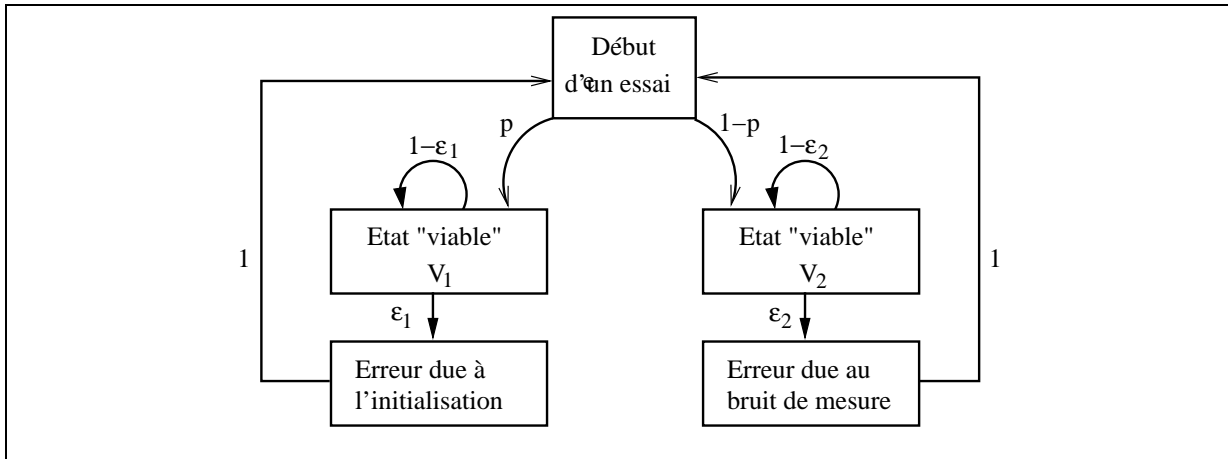 Début
d'un essai
p
1–p
1–ε1
1–ε2
Etat "viable"
V1
Etat "viable"
V2
1
1
ε1
ε2
Erreur due à
l'initialisation
Erreur due au
bruit de mesure